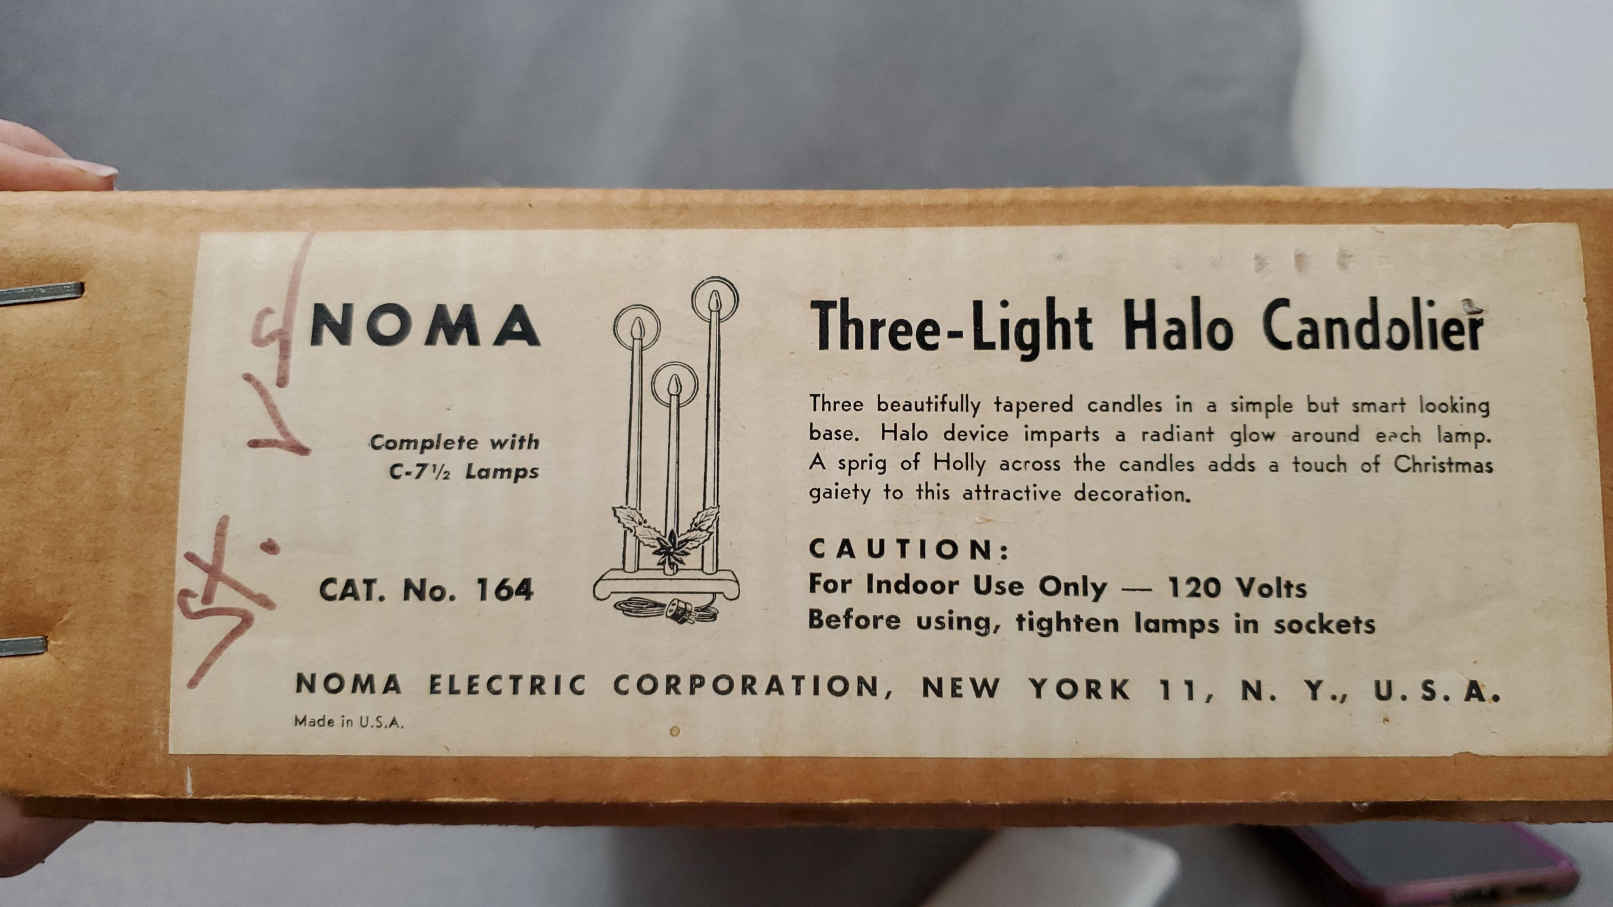 NOMA
Complete with
C-7½ Lamps
CAT. No. 164
Three-Light Halo Candolier
Three beautifully tapered candles in a simple but smart looking
base. Halo device imparts a radiant glow around each lamp.
A sprig of Holly across the candles adds a touch of Christmas
gaiety to this attractive decoration.
CAUTION:
For Indoor Use Only — 120 Volts
Before using, tighten lamps in sockets
NOMA ELECTRIC CORPORATION, NEW YORK 11, N. Y., U. S. A.
Made in U.S.A.